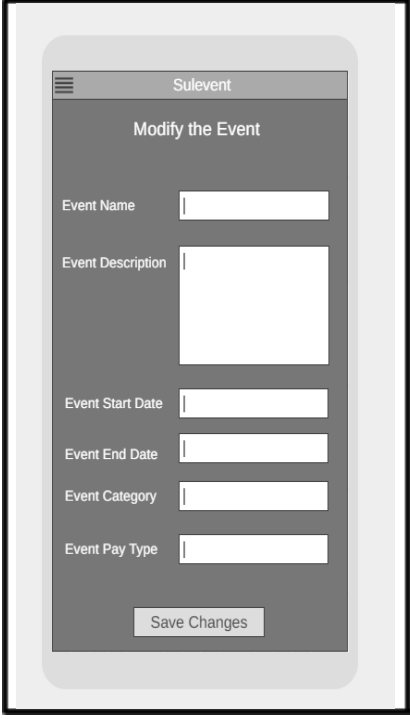 Sulevent
Modify the Event
Event Name
Event Description
Event Start Date
Event End Date
Event Category
Event Pay Type
Save Changes